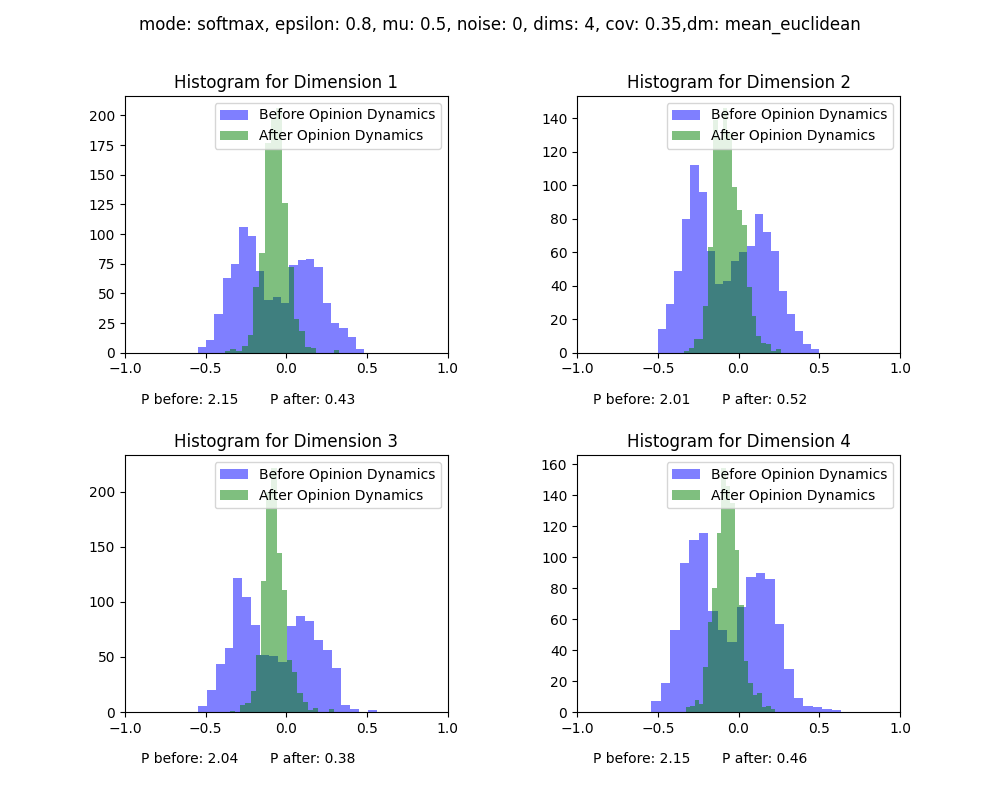 mode: softmax, epsilon: 0.8, mu: 0.5, noise: 0, dims: 4, cov: 0.35,dm: mean_euclidean
Histogram for Dimension 1
Before Opinion Dynamics
After Opinion Dynamics
200
175
150
125
100
75
50
25
0
−1.0 −0.5 0.0 0.5 1.0
P before: 2.15 P after: 0.43
Histogram for Dimension 2
Before Opinion Dynamics
After Opinion Dynamics
140
120
100
80
60
40
20
0
−1.0 −0.5 0.0 0.5 1.0
P before: 2.01 P after: 0.52
Histogram for Dimension 3
Before Opinion Dynamics
After Opinion Dynamics
200
150
100
50
0
−1.0 −0.5 0.0 0.5 1.0
P before: 2.04 P after: 0.38
Histogram for Dimension 4
Before Opinion Dynamics
After Opinion Dynamics
160
140
120
100
80
60
40
20
0
−1.0 −0.5 0.0 0.5 1.0
P before: 2.15 P after: 0.46